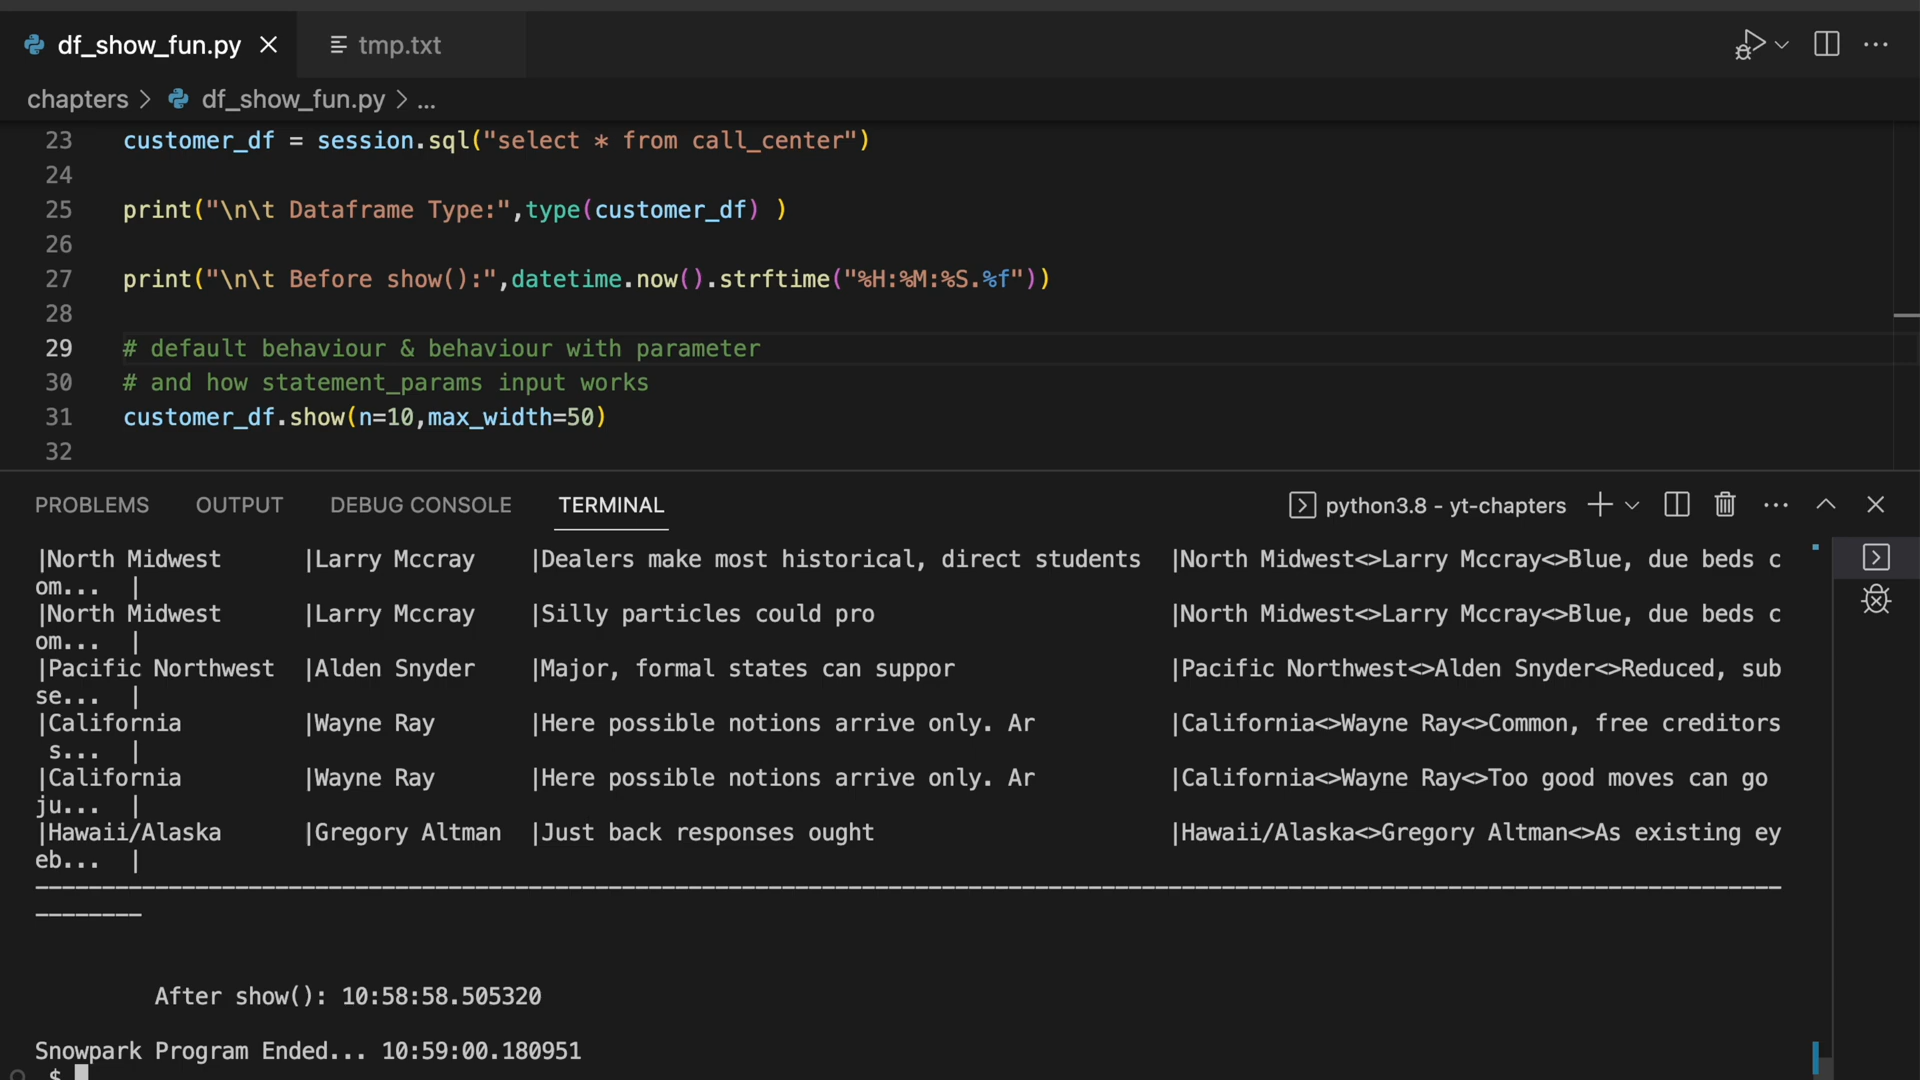 df_show_fun.py
tmp.txt
chapters > df_show_fun.py > ...
23 customer_df = session.sql("select * from call_center")
24
25 print("\n\t Dataframe Type:",type(customer_df) )
26
27 print("\n\t Before show():",datetime.now().strftime("%H:%M:%S.%f"))
28
29 # default behaviour & behaviour with parameter
30 # and how statement_params input works
31 customer_df.show(n=10,max_width=50)
32
PROBLEMS OUTPUT DEBUG CONSOLE TERMINAL python3.8 - yt-chapters
|North Midwest |Larry Mccray |Dealers make most historical, direct students |North Midwest<>Larry Mccray<>Blue, due beds c
om... |
|North Midwest |Larry Mccray |Silly particles could pro |North Midwest<>Larry Mccray<>Blue, due beds c
om... |
|Pacific Northwest |Alden Snyder |Major, formal states can suppor |Pacific Northwest<>Alden Snyder<>Reduced, sub
se... |
|California |Wayne Ray |Here possible notions arrive only. Ar |California<>Wayne Ray<>Common, free creditors
s... |
|California |Wayne Ray |Here possible notions arrive only. Ar |California<>Wayne Ray<>Too good moves can go
ju... |
|Hawaii/Alaska |Gregory Altman |Just back responses ought |Hawaii/Alaska<>Gregory Altman<>As existing ey
eb... |
-----------------------------------------------------------------------------------------------------------------------------------
--------
After show(): 10:58:58.505320
Snowpark Program Ended... 10:59:00.180951
$